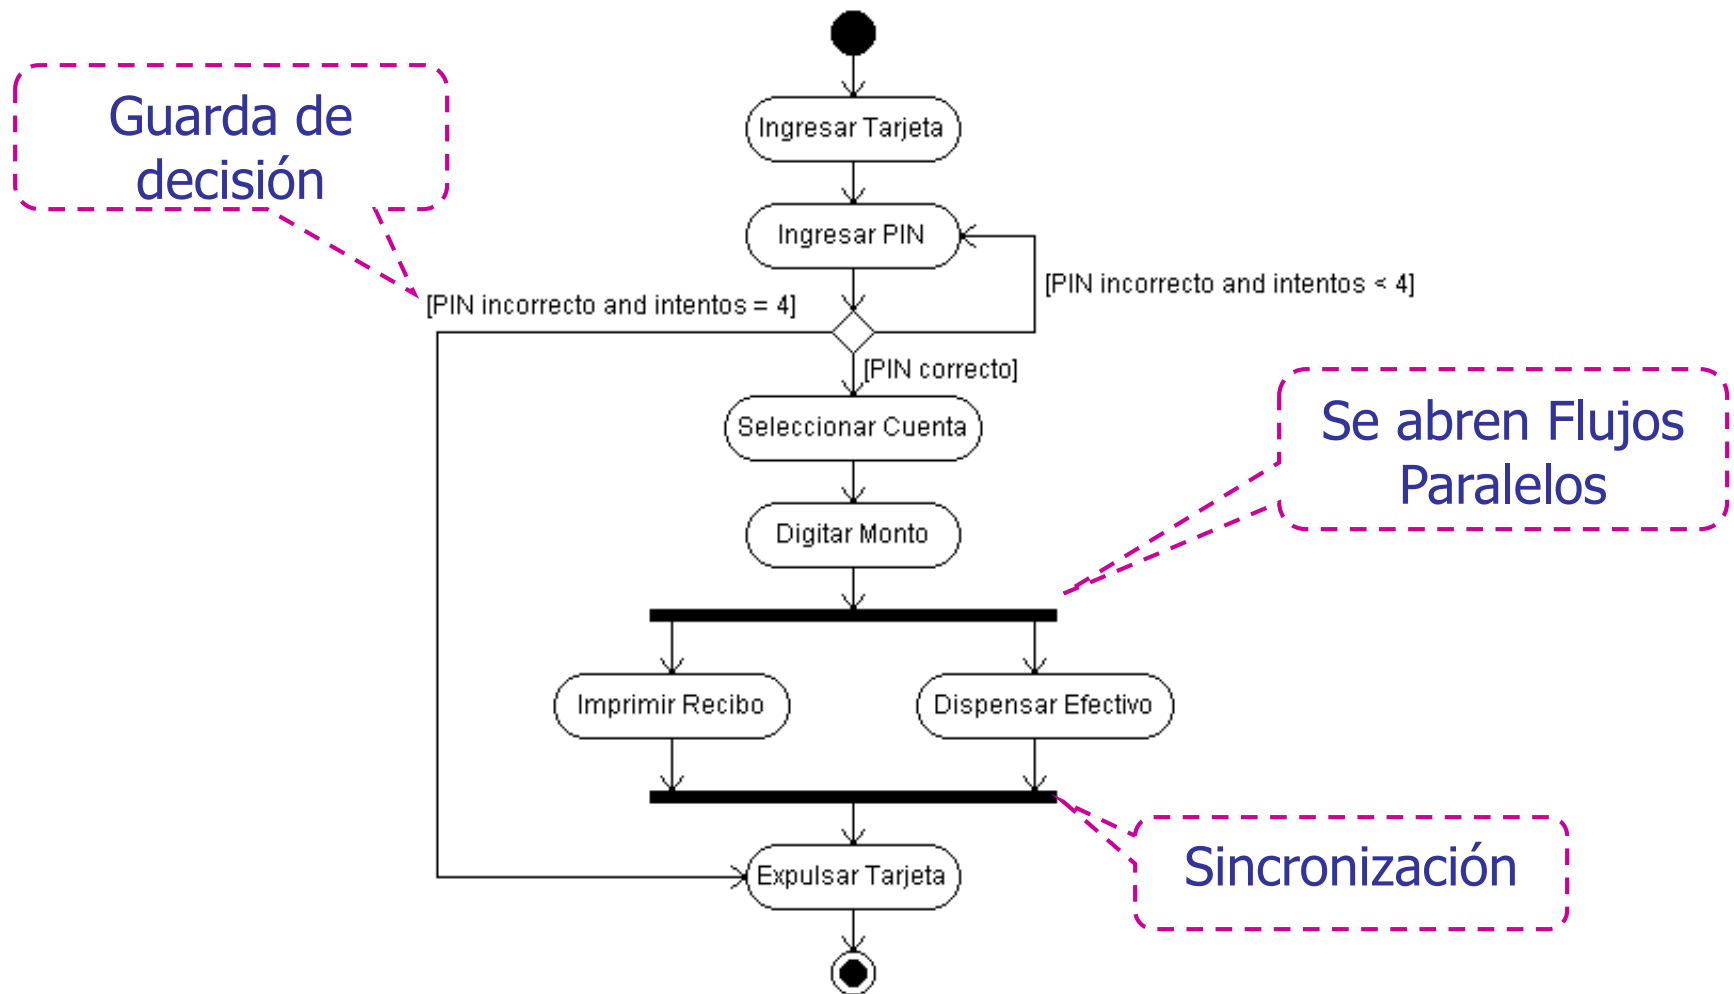 Guarda de
decisión
Ingresar Tarjeta
Ingresar PIN
[PIN incorrecto and intentos < 4]
[PIN incorrecto and intentos = 4]
[PIN correcto]
Seleccionar Cuenta
Se abren Flujos
Paralelos
Digitar Monto
Imprimir Recibo
Dispensar Efectivo
Sincronización
Expulsar Tarjeta